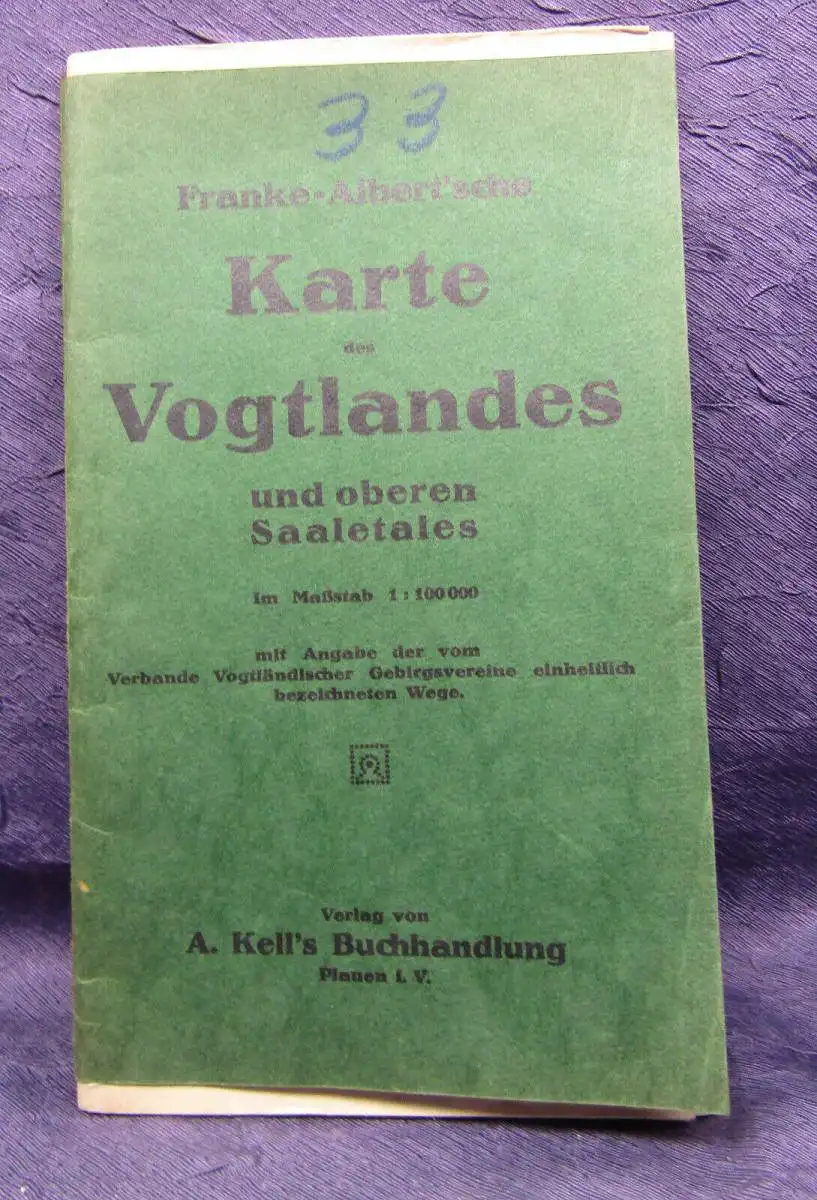 33
Franke-Albert'sche
Karte
des
Vogtlandes
und oberen
Saaletales
Im Maßstab 1:100000
mit Angabe der vom
Verbande Vogtländischer Gebirgsvereine einheitlich
bezeichneten Wege.
Verlag von
A. Kell's Buchhandlung
Plauen i. V.